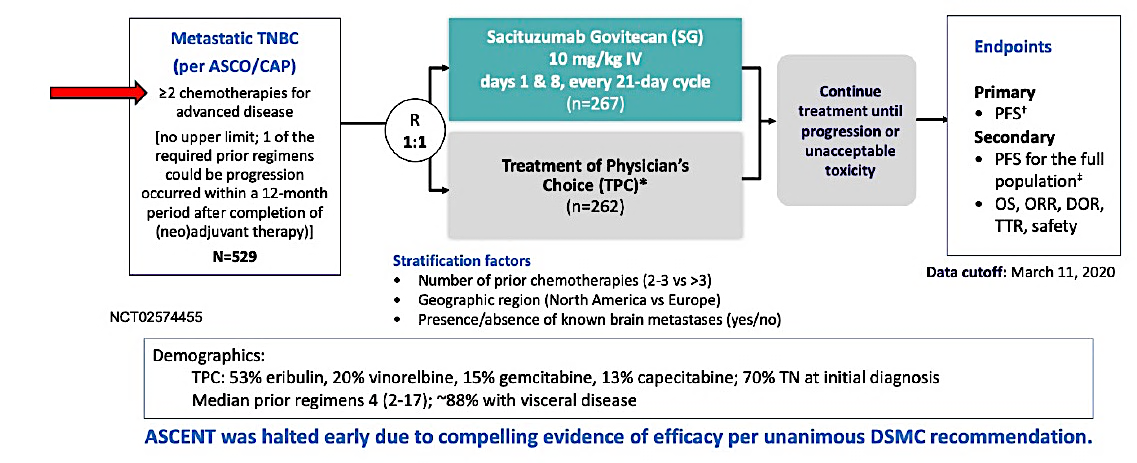 Metastatic TNBC
(per ASCO/CAP)
≥2 chemotherapies for
advanced disease
[no upper limit; 1 of the
required prior regimens
could be progression
occurred within a 12-month
period after completion of
(neo)adjuvant therapy)]
N=529
NCT02574455
R
1:1
Sacituzumab Govitecan (SG)
10 mg/kg IV
days 1 & 8, every 21-day cycle
(n=267)
Treatment of Physician’s
Choice (TPC)*
(n=262)
Continue
treatment until
progression or
unacceptable
toxicity
Endpoints
Primary
• PFS†
Secondary
• PFS for the full
population‡
• OS, ORR, DOR,
TTR, safety
Data cutoff: March 11, 2020
Stratification factors
• Number of prior chemotherapies (2-3 vs >3)
• Geographic region (North America vs Europe)
• Presence/absence of known brain metastases (yes/no)
Demographics:
TPC: 53% eribulin, 20% vinorelbine, 15% gemcitabine, 13% capecitabine; 70% TN at initial diagnosis
Median prior regimens 4 (2-17); ~88% with visceral disease
ASCENT was halted early due to compelling evidence of efficacy per unanimous DSMC recommendation.